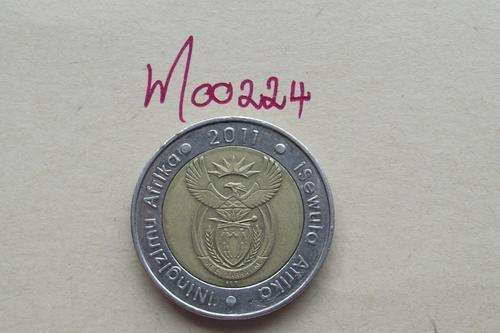 M00224
2011
iSewula Afrika
iNingizimu Afrika